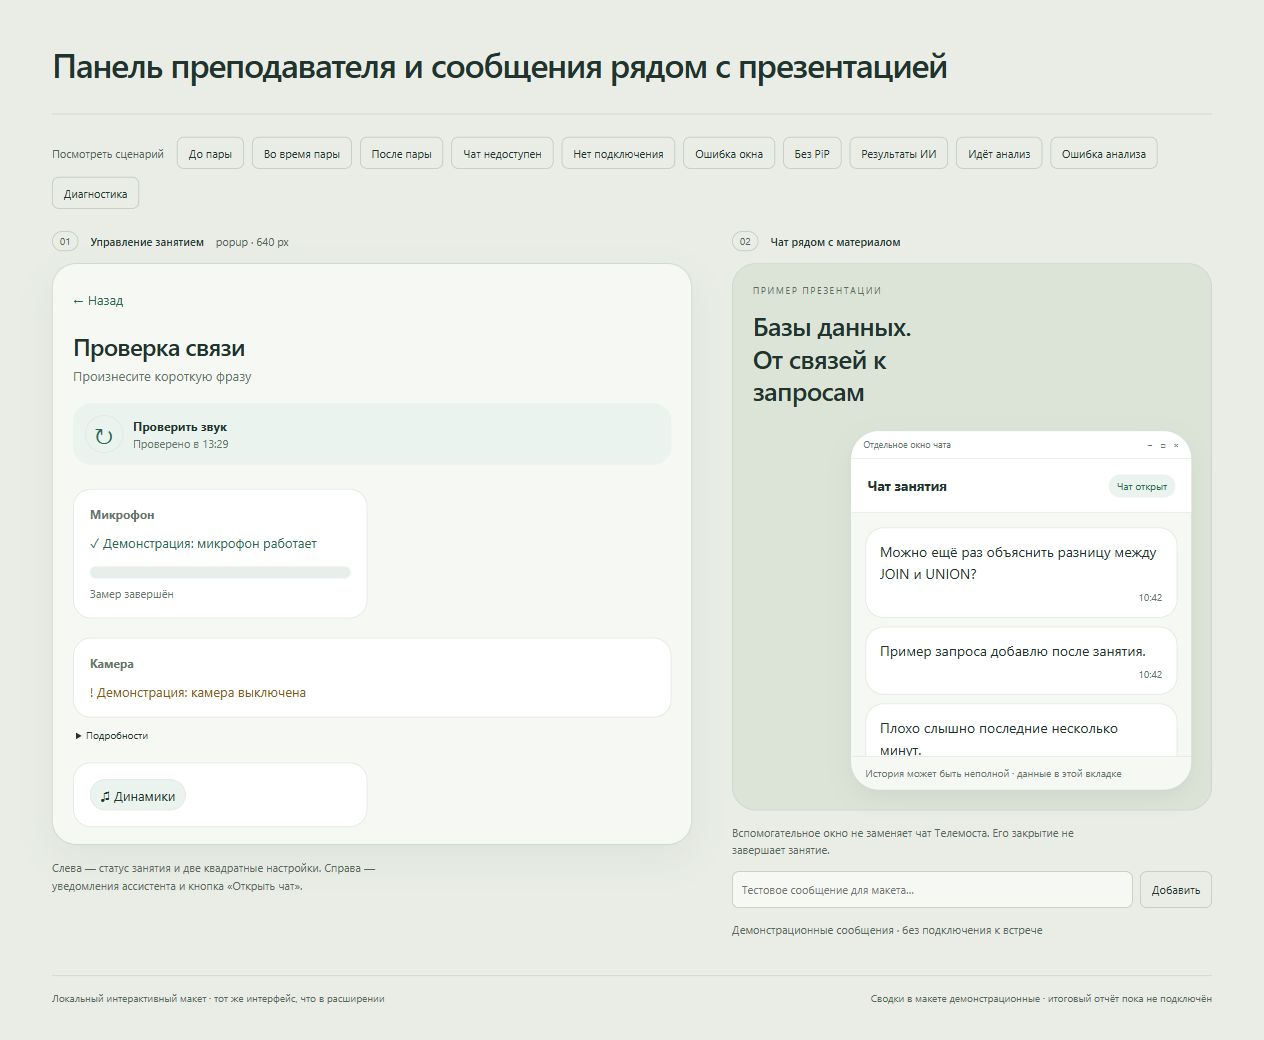 Панель преподавателя и сообщения рядом с презентацией
Посмотреть сценарий
До пары
Во время пары
После пары
Чат недоступен
Нет подключения
Ошибка окна
Без PiP
Результаты ИИ
Идёт анализ
Ошибка анализа
Диагностика
01 Управление занятием popup · 640 px
← Назад
Проверка связи
Произнесите короткую фразу
↻ Проверить звук
Проверено в 13:29
Микрофон
✓ Демонстрация: микрофон работает
Замер завершён
Камера
! Демонстрация: камера выключена
▶ Подробности
♫ Динамики
Слева — статус занятия и две квадратные настройки. Справа —
уведомления ассистента и кнопка «Открыть чат».
02 Чат рядом с материалом
ПРИМЕР ПРЕЗЕНТАЦИИ
Базы данных.
От связей к
запросам
Отдельное окно чата
Чат занятия
Чат открыт
Можно ещё раз объяснить разницу между
JOIN и UNION?
10:42
Пример запроса добавлю после занятия.
10:42
Плохо слышно последние несколько
минут.
История может быть неполной · данные в этой вкладке
Вспомогательное окно не заменяет чат Телемоста. Его закрытие не
завершает занятие.
Тестовое сообщение для макета...
Добавить
Демонстрационные сообщения · без подключения к встрече
Локальный интерактивный макет · тот же интерфейс, что в расширении
Сводки в макете демонстрационные · итоговый отчёт пока не подключён